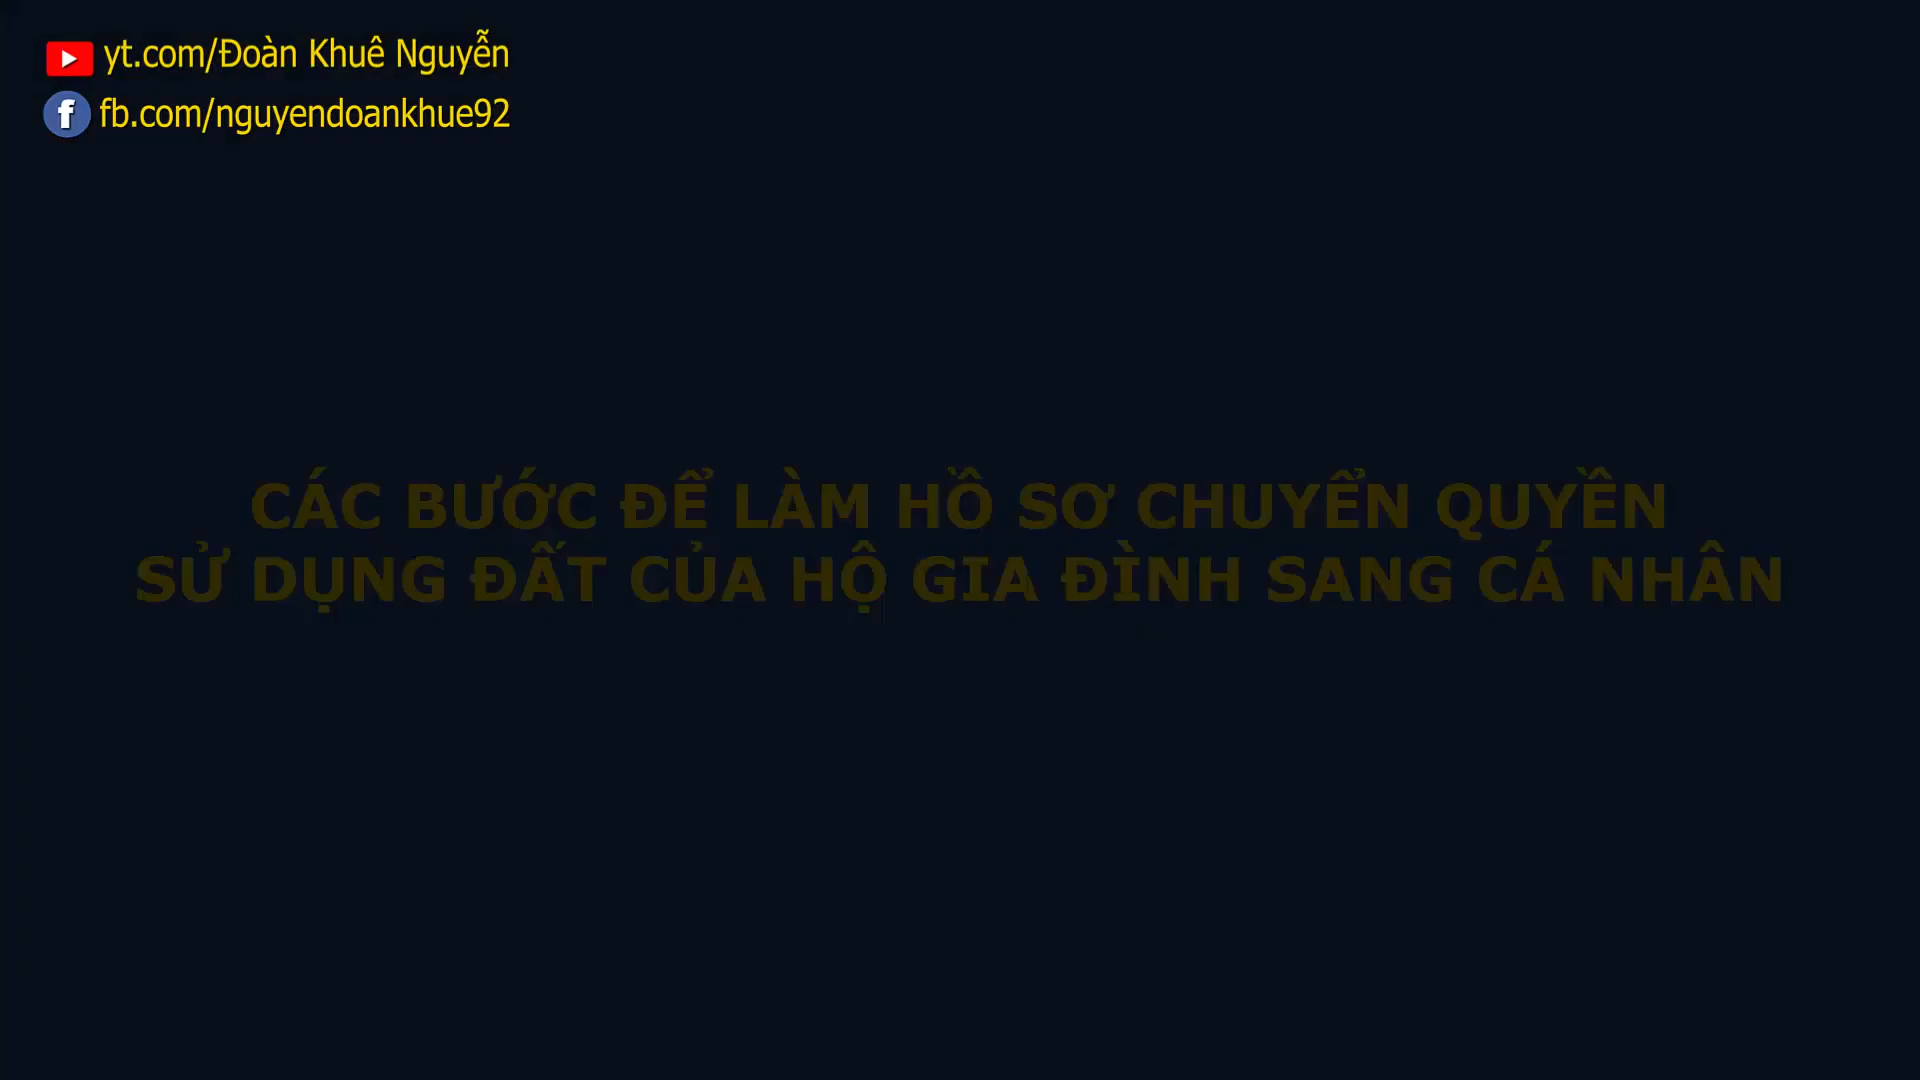 yt.com/Đoàn Khuê Nguyễn
fb.com/nguyendoankhue92
CÁC BƯỚC ĐỂ LÀM HỒ SƠ CHUYỂN QUYỀN
SỬ DỤNG ĐẤT CỦA HỘ GIA ĐÌNH SANG CÁ NHÂN